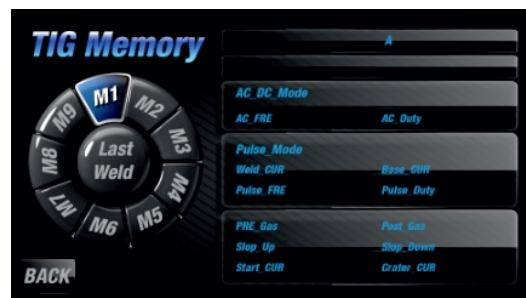 TIG Memory
A
M1
M2
M3
M4
M5
M6
M7
M8
M9
Last
Weld
AC_DC_Mode
AC_FRE AC_Duty
Pulse_Mode
Weld_CUR Base_CUR
Pulse_FRE Pulse_Duty
PRE_Gas Post_Gas
Slop_Up Slop_Down
Start_CUR Crater_CUR
BACK